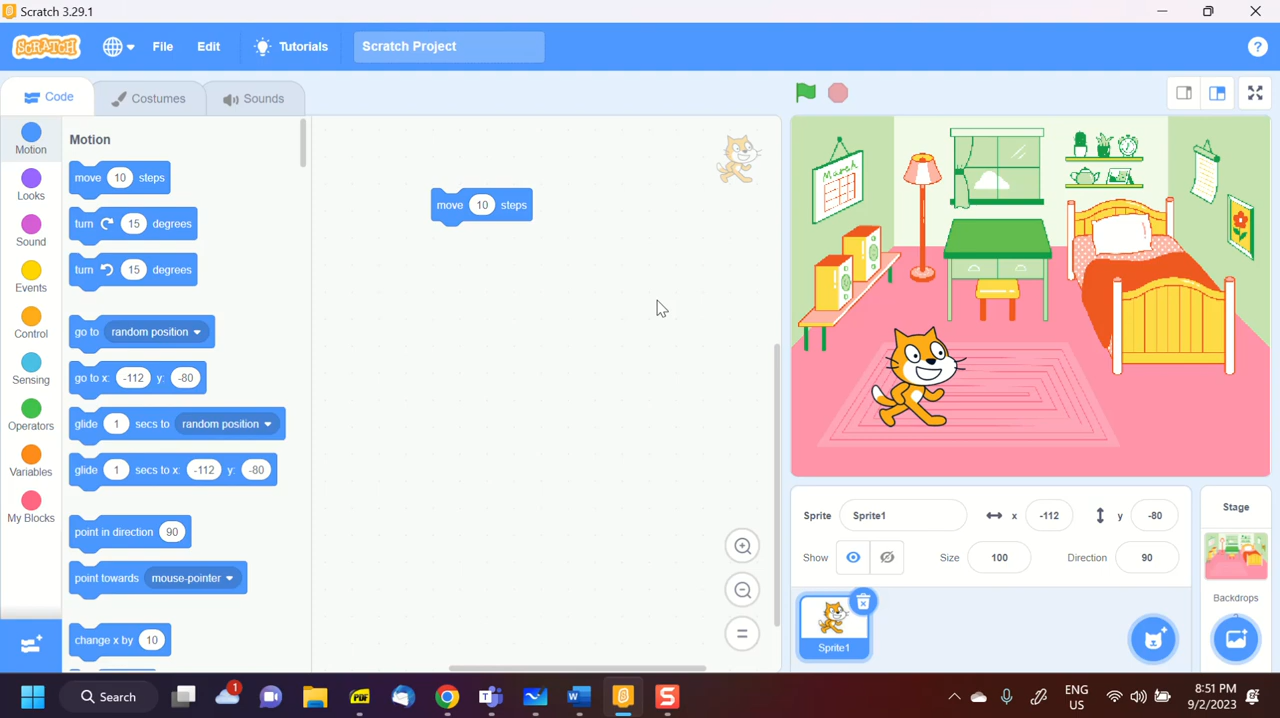 Scratch 3.29.1
SCRATCH File Edit Tutorials Scratch Project ?
Code Costumes Sounds
Motion
Looks
Sound
Events
Control
Sensing
Operators
Variables
My Blocks
Motion
move 10 steps
turn 15 degrees
turn 15 degrees
go to random position
go to x: -112 y: -80
glide 1 secs to random position
glide 1 secs to x: -112 y: -80
point in direction 90
point towards mouse-pointer
change x by 10
move 10 steps
March
Sprite Sprite1 x -112 y -80
Show Size 100 Direction 90
Sprite1
Stage
Backdrops
Search 1 PDF ENG
US
8:51 PM
9/2/2023